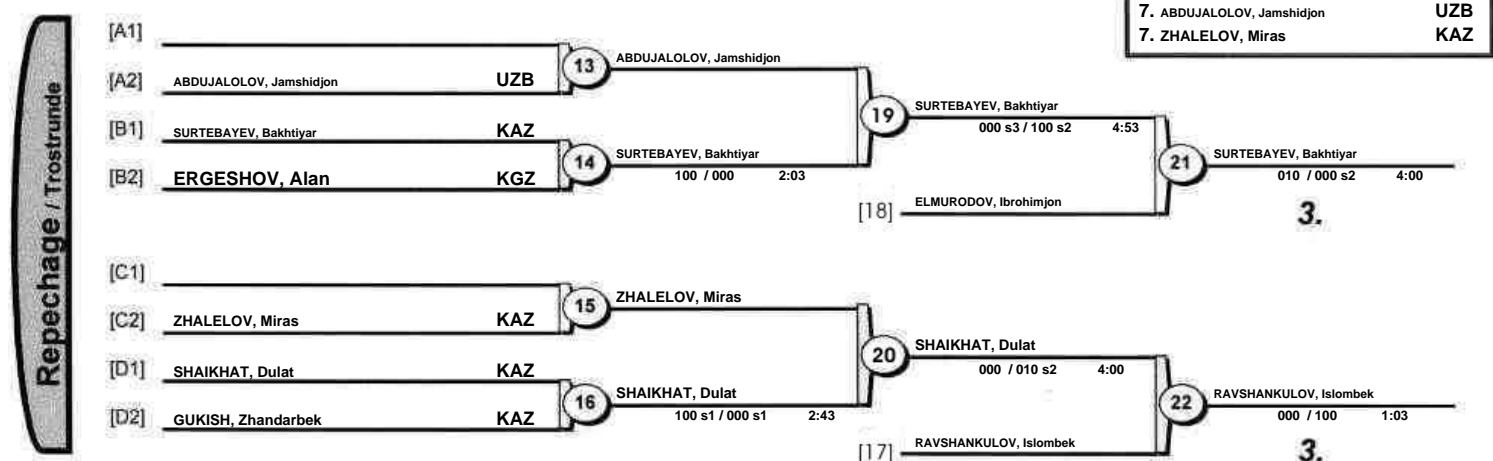 7. ABDUJALOLOV, Jamshidjon UZB
7. ZHALELOV, Miras KAZ
Repechage / Trostrunde
[A1]
[A2] ABDUJALOLOV, Jamshidjon UZB
13 ABDUJALOLOV, Jamshidjon
[B1] SURTEBAYEV, Bakhtiyar KAZ
[B2] ERGESHOV, Alan KGZ
14 SURTEBAYEV, Bakhtiyar
100 / 000 2:03
19 SURTEBAYEV, Bakhtiyar
000 s3 / 100 s2 4:53
[18] ELMURODOV, Ibrohimjon
21 SURTEBAYEV, Bakhtiyar
010 / 000 s2 4:00
3.
[C1]
[C2] ZHALELOV, Miras KAZ
15 ZHALELOV, Miras
[D1] SHAIKHAT, Dulat KAZ
[D2] GUKISH, Zhandarbek KAZ
16 SHAIKHAT, Dulat
100 s1 / 000 s1 2:43
20 SHAIKHAT, Dulat
000 / 010 s2 4:00
[17] RAVSHANKULOV, Islombek
22 RAVSHANKULOV, Islombek
000 / 100 1:03
3.